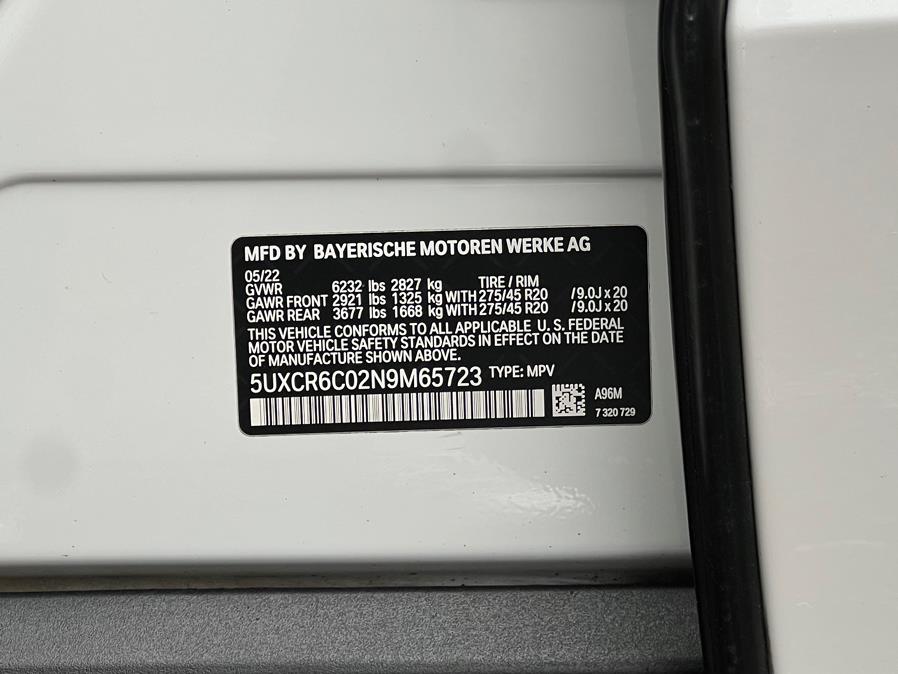 MFD BY BAYERISCHE MOTOREN WERKE AG
05/22
GVWR 6232 lbs 2827 kg TIRE / RIM
GAWR FRONT 2921 lbs 1325 kg WITH 275/45 R20 /9.0J x 20
GAWR REAR 3677 lbs 1668 kg WITH 275/45 R20 /9.0J x 20
THIS VEHICLE CONFORMS TO ALL APPLICABLE U.S. FEDERAL
MOTOR VEHICLE SAFETY STANDARDS IN EFFECT ON THE DATE
OF MANUFACTURE SHOWN ABOVE.
5UXCR6C02N9M65723 TYPE: MPV
A96M
7 320 729